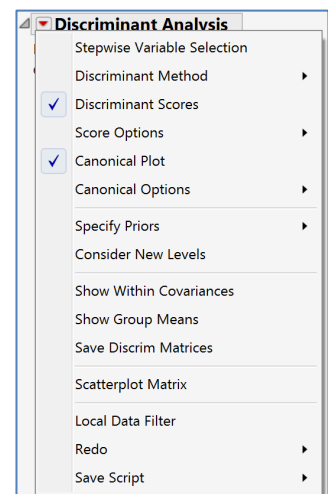 Discriminant Analysis
Stepwise Variable Selection
Discriminant Method
Discriminant Scores
Score Options
Canonical Plot
Canonical Options
Specify Priors
Consider New Levels
Show Within Covariances
Show Group Means
Save Discrim Matrices
Scatterplot Matrix
Local Data Filter
Redo
Save Script